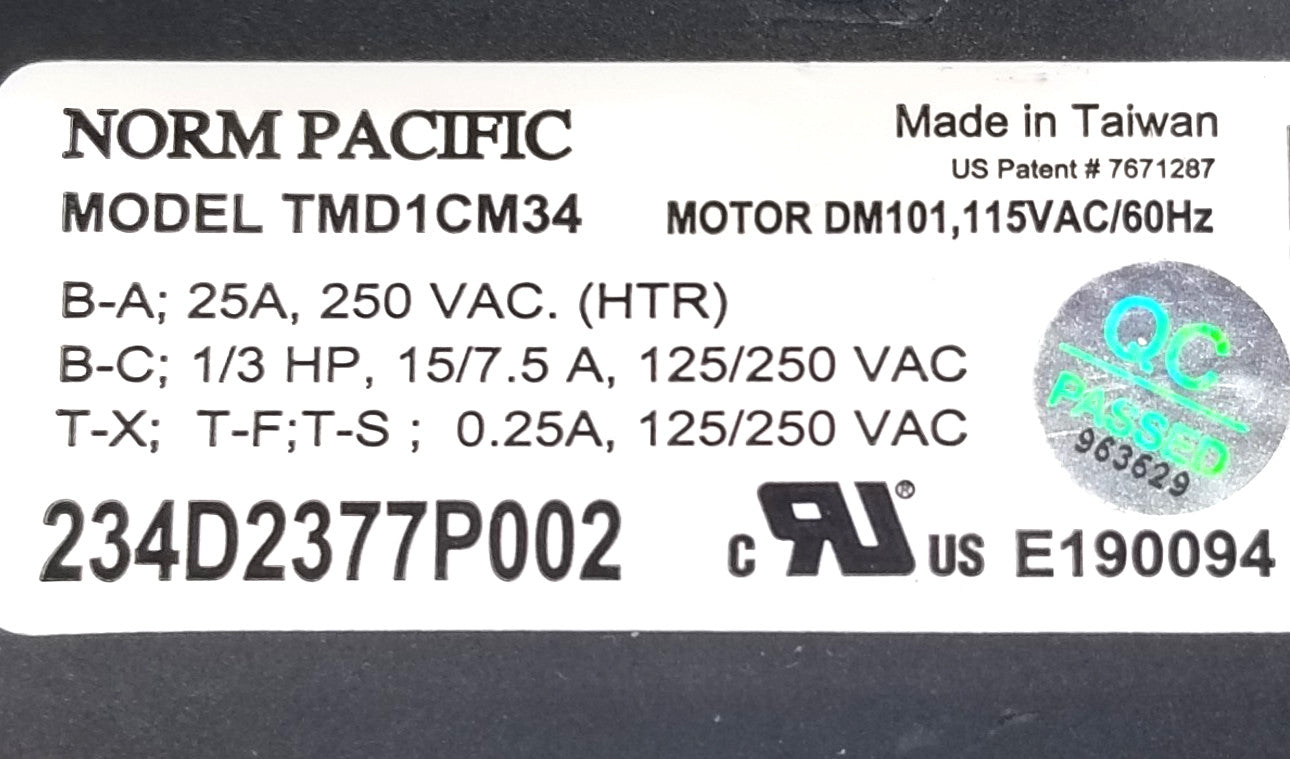 NORM PACIFIC
Made in Taiwan
US Patent # 7671287
MODEL TMD1CM34
MOTOR DM101,115VAC/60Hz
B-A; 25A, 250 VAC. (HTR)
B-C; 1/3 HP, 15/7.5 A, 125/250 VAC
T-X; T-F;T-S ; 0.25A, 125/250 VAC
QC
PASSED
963629
234D2377P002
C RU® US E190094